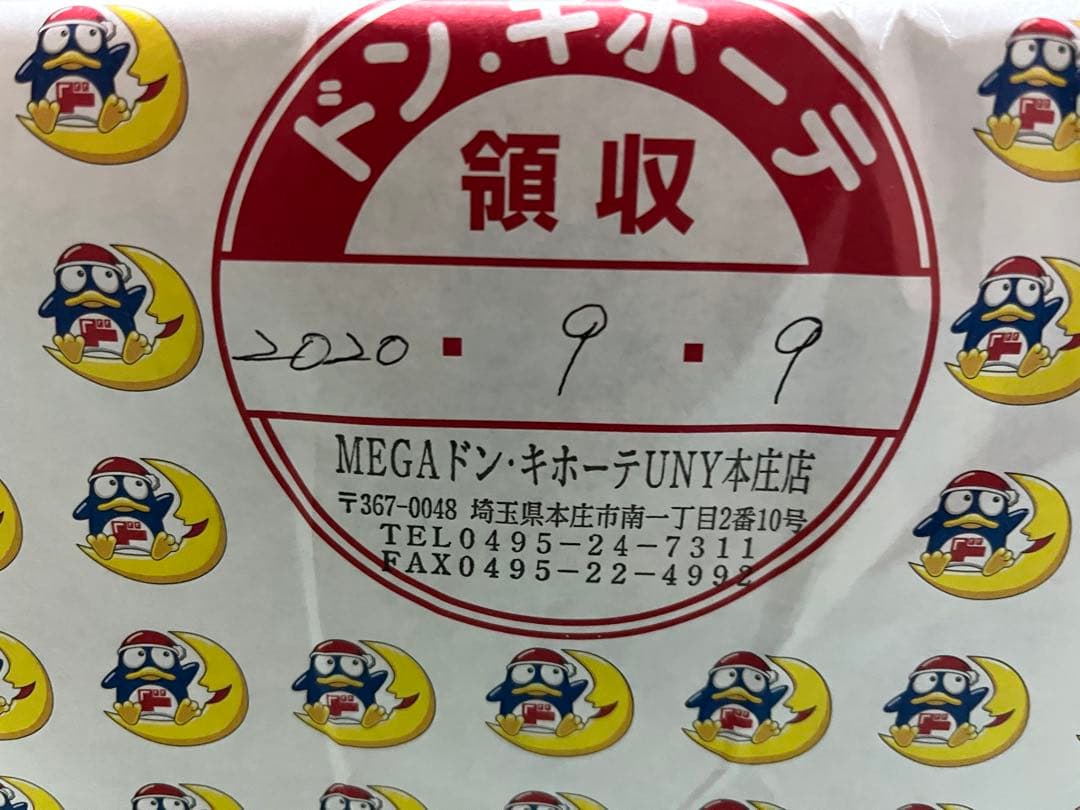 ドン.キホーテ
領収
2020 . 9 . 9
MEGAドン・キホーテUNY本庄店
〒367-0048 埼玉県本庄市南一丁目2番10号
TEL0495-24-7311
FAX0495-22-4992